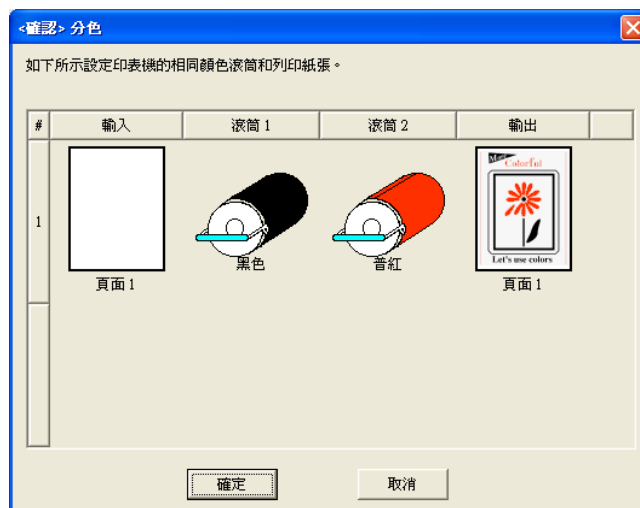 <確認> 分色
如下所示設定印表機的相同顏色滾筒和列印紙張。
# 輸入 滾筒 1 滾筒 2 輸出
1
Colorful
Let's use colors
黑色 普紅
頁面 1 頁面 1
確定 取消